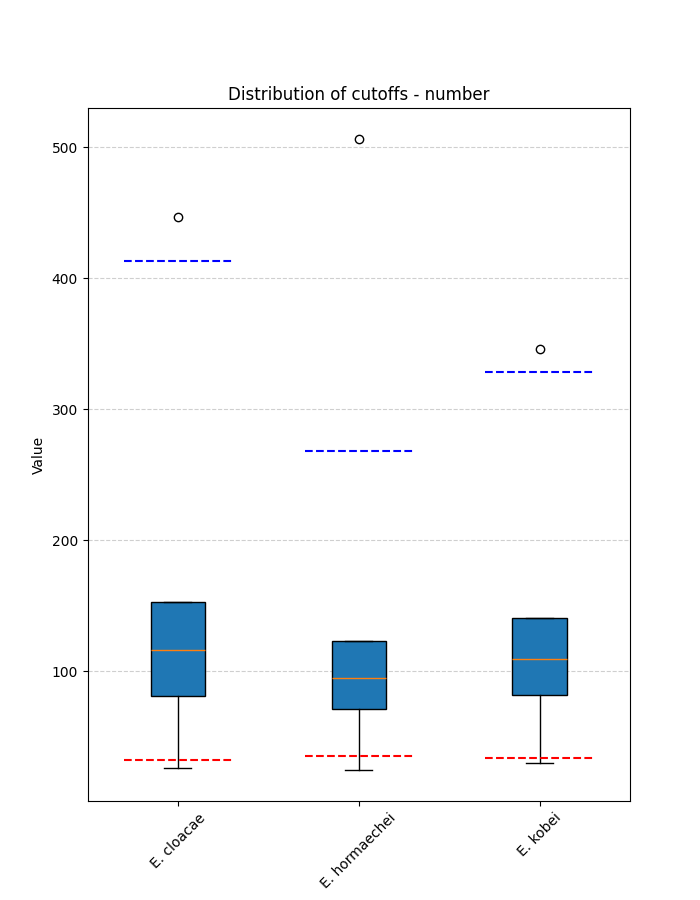 Distribution of cutoffs - number
500
400
300
200
100
Value
E. cloacae
E. hormaechei
E. kobei